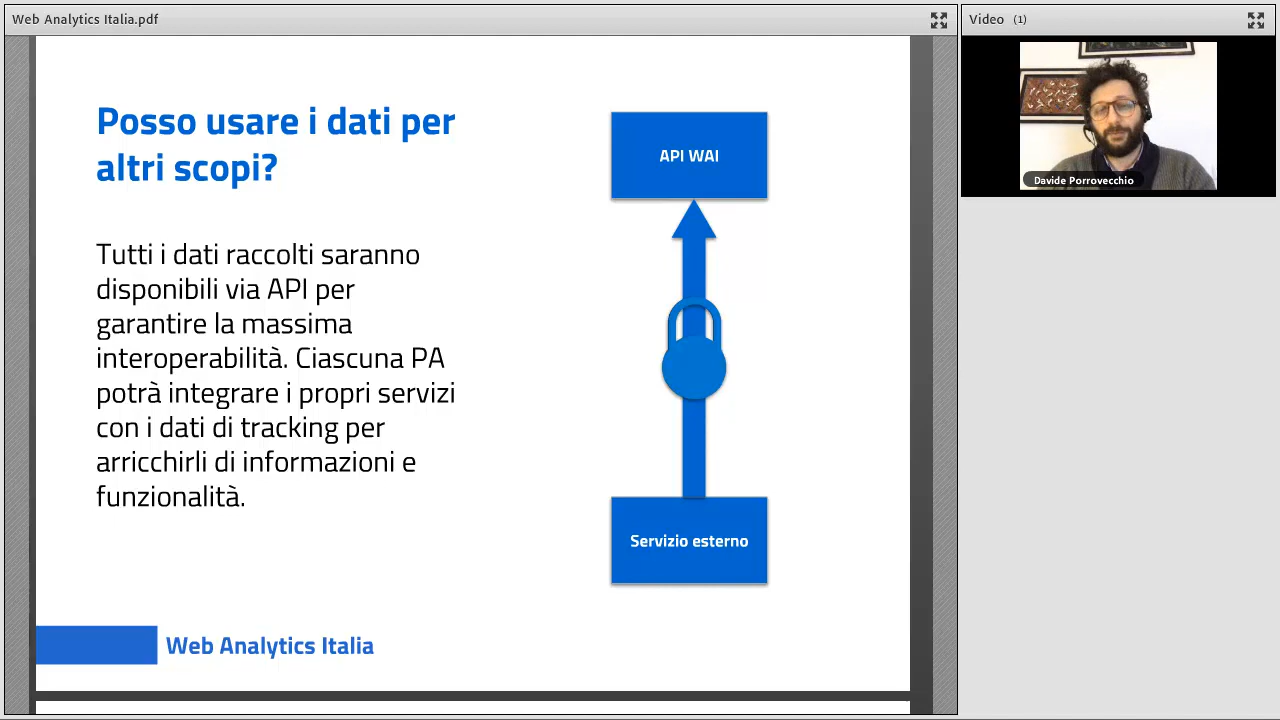 Web Analytics Italia.pdf
Video (1)
Posso usare i dati per
altri scopi?
Tutti i dati raccolti saranno
disponibili via API per
garantire la massima
interoperabilità. Ciascuna PA
potrà integrare i propri servizi
con i dati di tracking per
arricchirli di informazioni e
funzionalità.
API WAI
Servizio esterno
Web Analytics Italia
Davide Porrovecchio